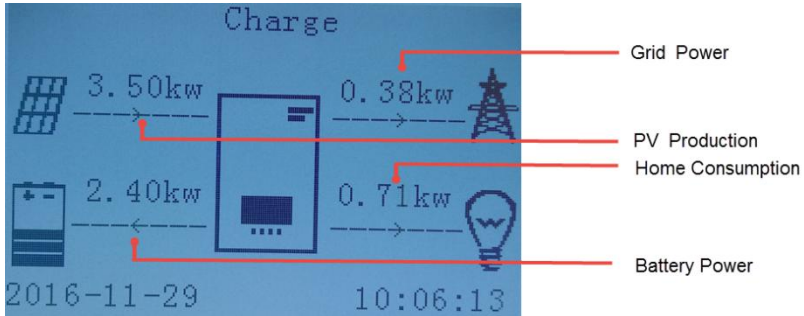 Charge
3.50kw
0.38kw
2.40kw
0.71kw
2016-11-29
10:06:13
Grid Power
PV Production
Home Consumption
Battery Power